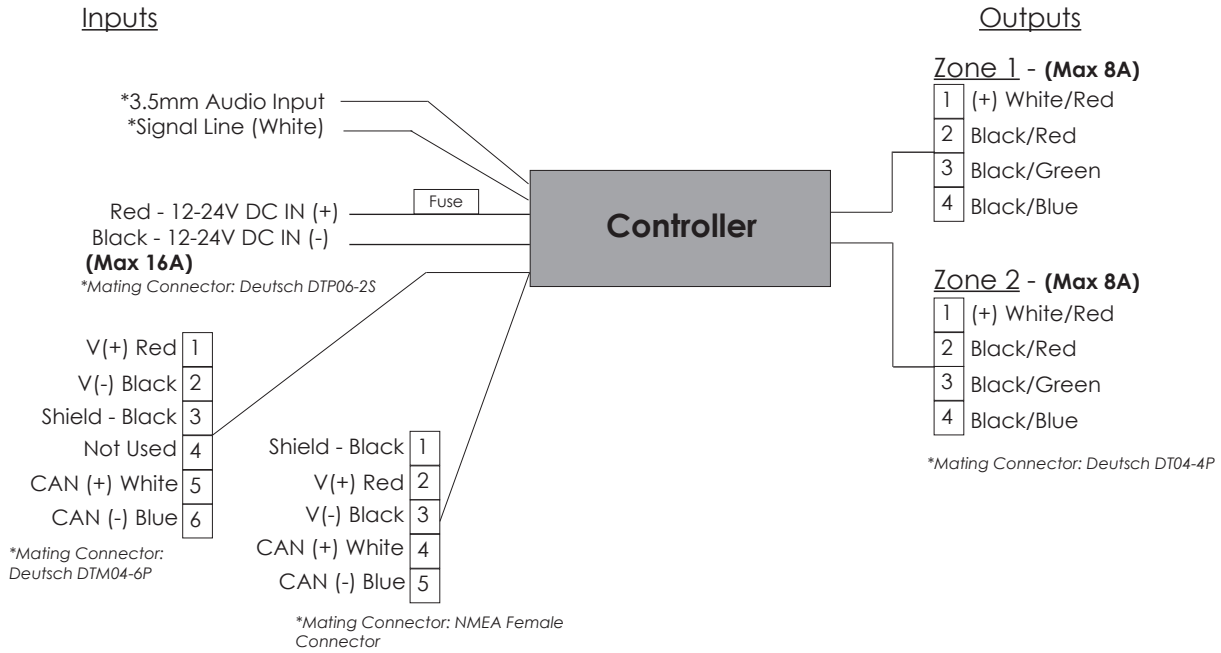 Inputs
*3.5mm Audio Input
*Signal Line (White)
Fuse
Red - 12-24V DC IN (+)
Black - 12-24V DC IN (-)
(Max 16A)
*Mating Connector: Deutsch DTP06-2S
V(+) Red 1
V(-) Black 2
Shield - Black 3
Not Used 4
CAN (+) White 5
CAN (-) Blue 6
*Mating Connector:
Deutsch DTM04-6P
Shield - Black 1
V(+) Red 2
V(-) Black 3
CAN (+) White 4
CAN (-) Blue 5
*Mating Connector: NMEA Female
Connector
Controller
Outputs
Zone 1 - (Max 8A)
1 (+) White/Red
2 Black/Red
3 Black/Green
4 Black/Blue
Zone 2 - (Max 8A)
1 (+) White/Red
2 Black/Red
3 Black/Green
4 Black/Blue
*Mating Connector: Deutsch DT04-4P